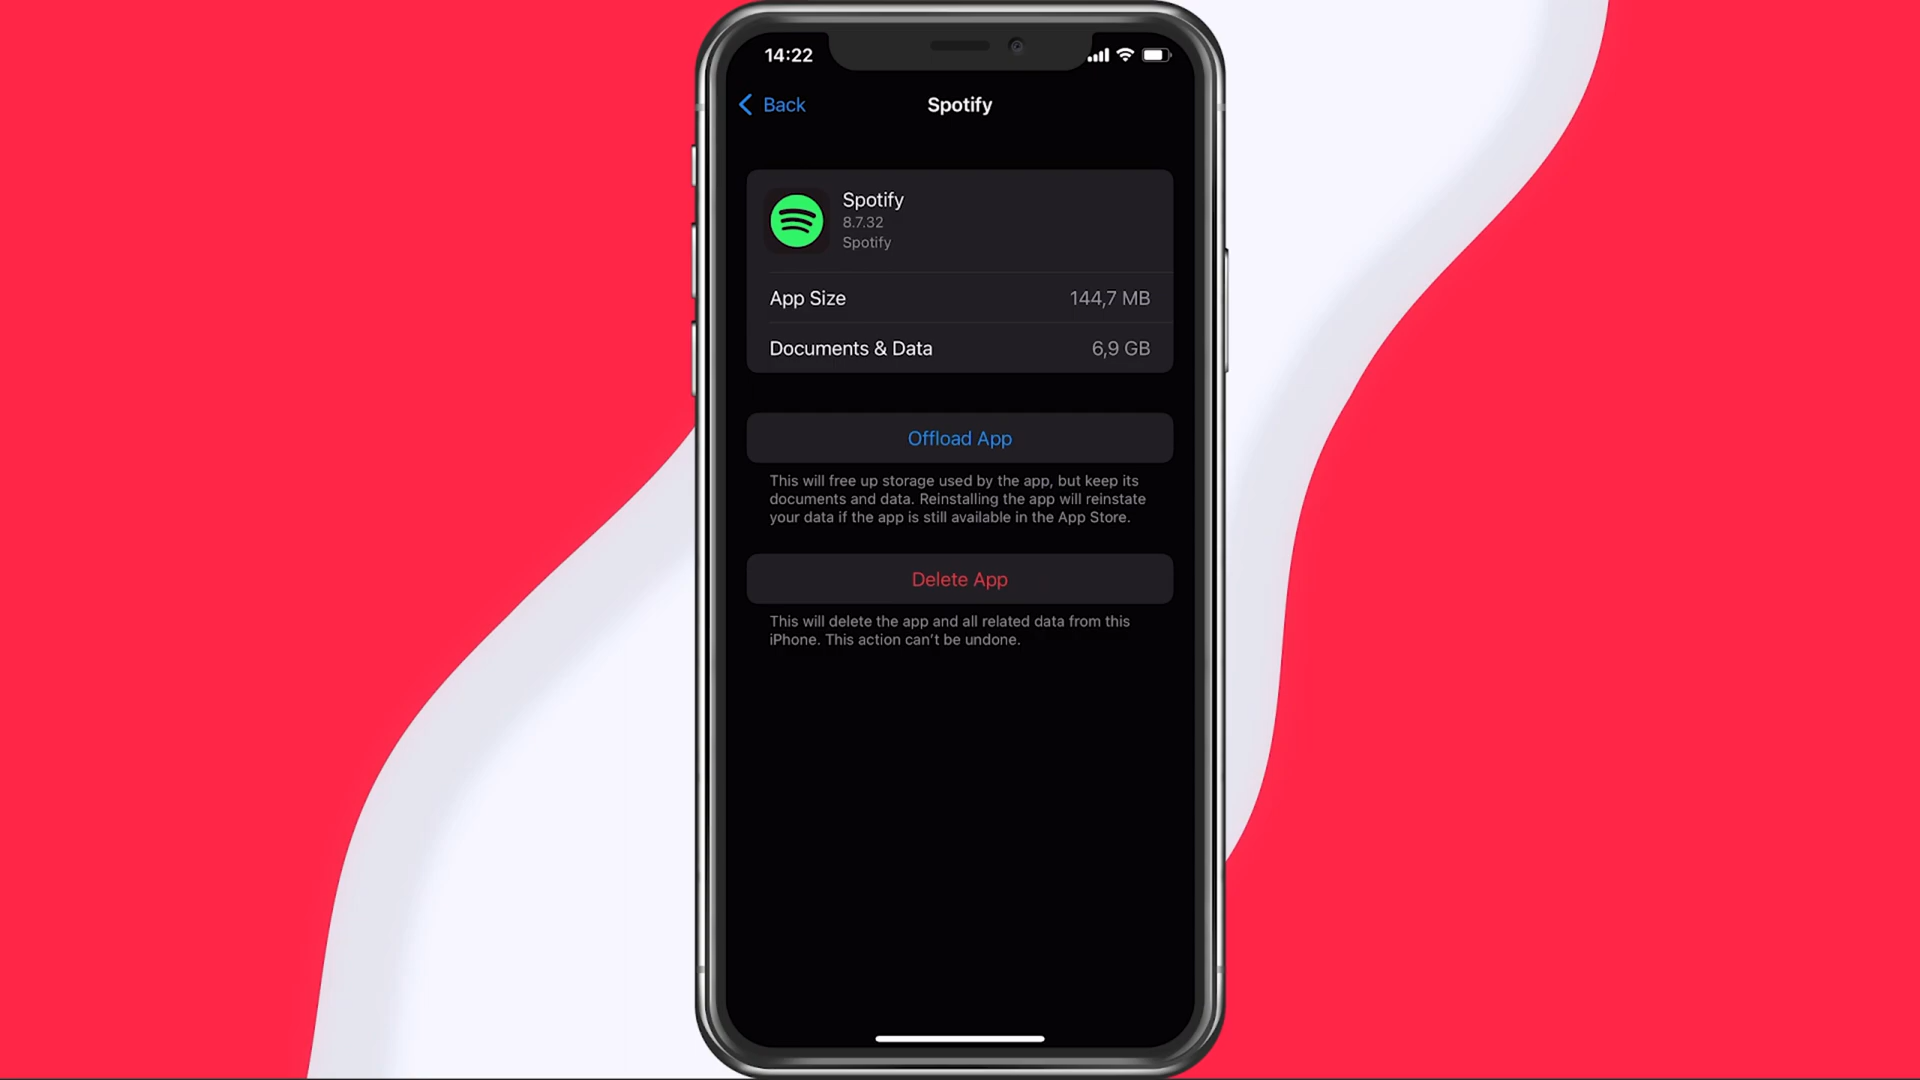 14:22
Back
Spotify
Spotify
8.7.32
Spotify
App Size
144,7 MB
Documents & Data
6,9 GB
Offload App
This will free up storage used by the app, but keep its
documents and data. Reinstalling the app will reinstate
your data if the app is still available in the App Store.
Delete App
This will delete the app and all related data from this
iPhone. This action can’t be undone.